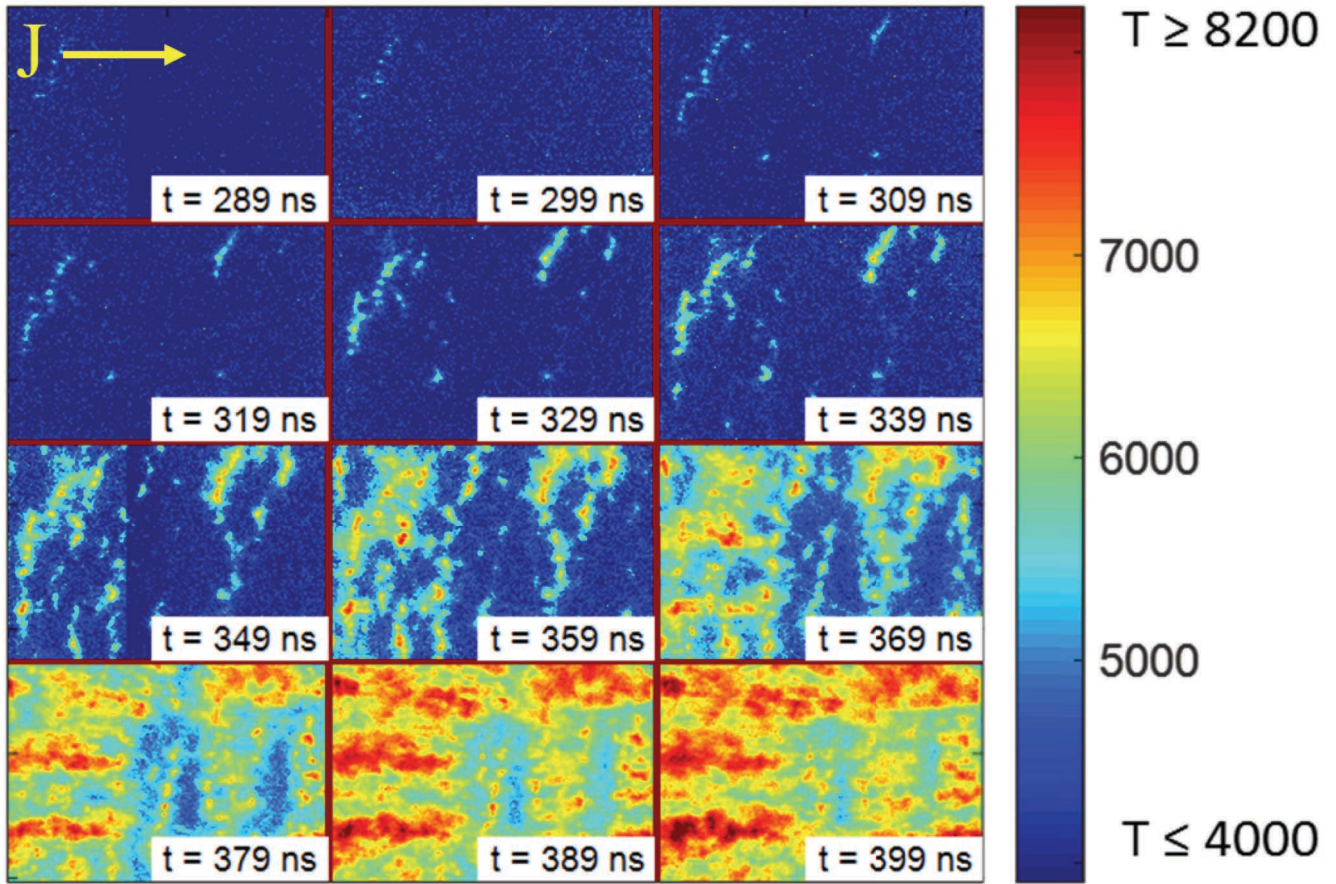 J
t = 289 ns
t = 299 ns
t = 309 ns
t = 319 ns
t = 329 ns
t = 339 ns
t = 349 ns
t = 359 ns
t = 369 ns
t = 379 ns
t = 389 ns
t = 399 ns
T ≥ 8200
7000
6000
5000
T ≤ 4000